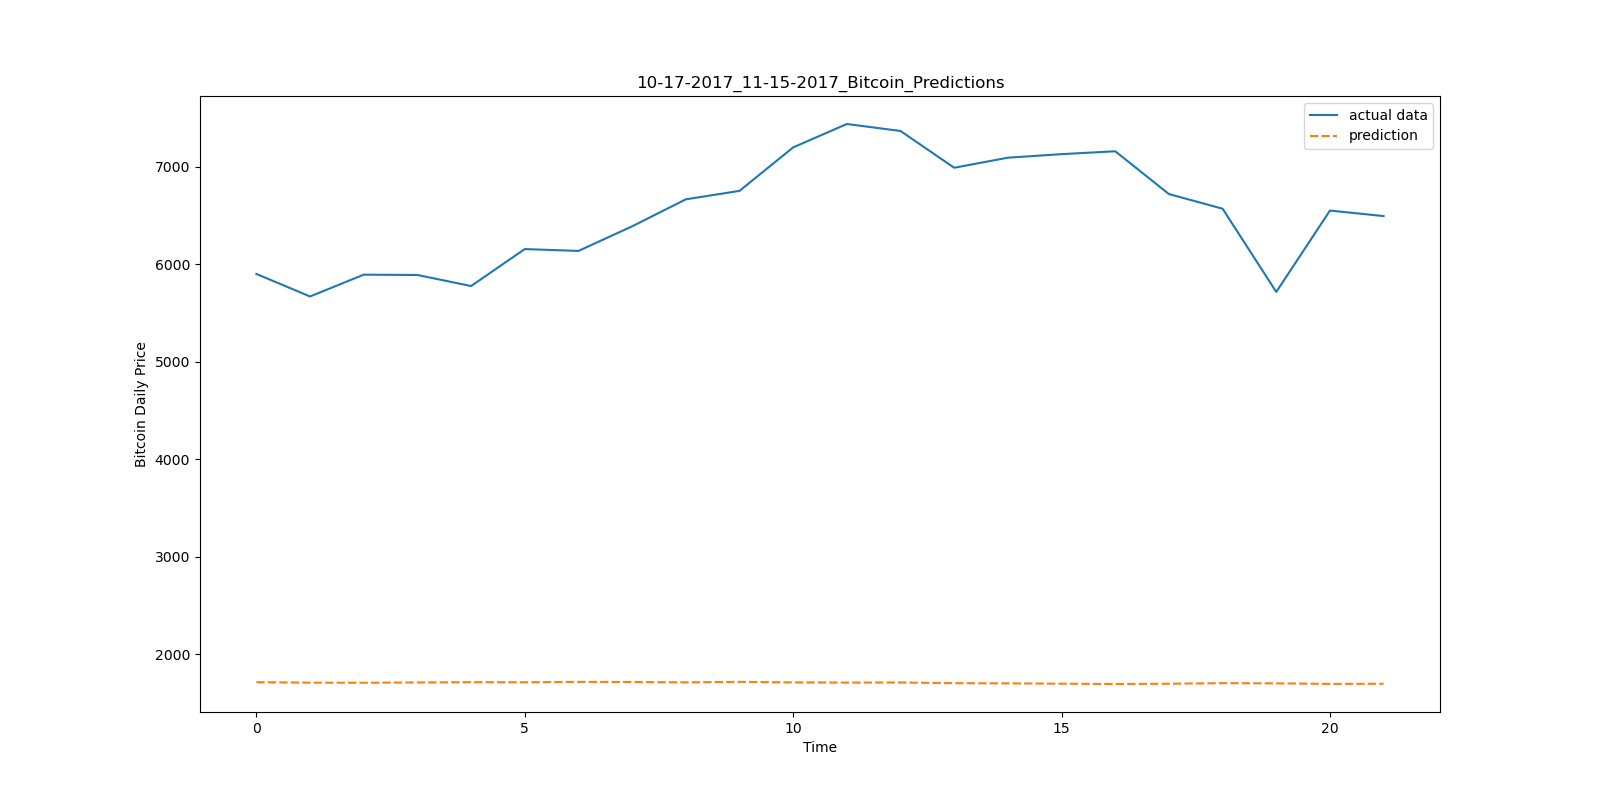 10-17-2017_11-15-2017_Bitcoin_Predictions
actual data
prediction
7000
6000
5000
4000
3000
2000
Bitcoin Daily Price
0
5
10
15
20
Time